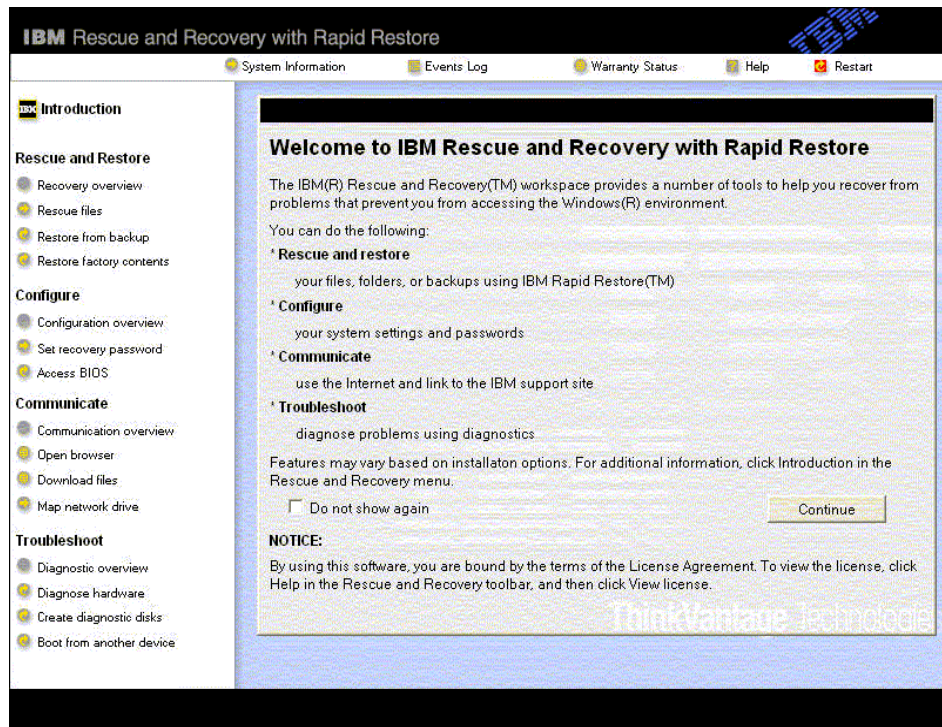 IBM Rescue and Recovery with Rapid Restore
IBM
System Information
Events Log
Warranty Status
Help
Restart
IBM Introduction
Rescue and Restore
Recovery overview
Rescue files
Restore from backup
Restore factory contents
Configure
Configuration overview
Set recovery password
Access BIOS
Communicate
Communication overview
Open browser
Download files
Map network drive
Troubleshoot
Diagnostic overview
Diagnose hardware
Create diagnostic disks
Boot from another device
Welcome to IBM Rescue and Recovery with Rapid Restore
The IBM(R) Rescue and Recovery(TM) workspace provides a number of tools to help you recover from
problems that prevent you from accessing the Windows(R) environment.
You can do the following:
* Rescue and restore
your files, folders, or backups using IBM Rapid Restore(TM)
* Configure
your system settings and passwords
* Communicate
use the Internet and link to the IBM support site
* Troubleshoot
diagnose problems using diagnostics
Features may vary based on installaton options. For additional information, click Introduction in the
Rescue and Recovery menu.
Do not show again
Continue
NOTICE:
By using this software, you are bound by the terms of the License Agreement. To view the license, click
Help in the Rescue and Recovery toolbar, and then click View license.
ThinkVantage Technologie